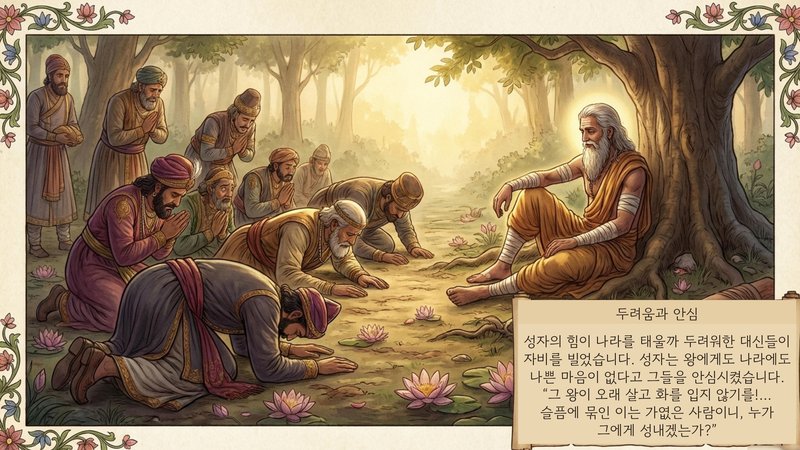 두려움과 안심
성자의 힘이 나라를 태울까 두려워한 대신들이
자비를 빌었습니다. 성자는 왕에게도 나라에도
나쁜 마음이 없다고 그들을 안심시켰습니다.
“그 왕이 오래 살고 화를 입지 않기를!...
슬픔에 묶인 이는 가엾은 사람이니, 누가
그에게 성내겠는가?”